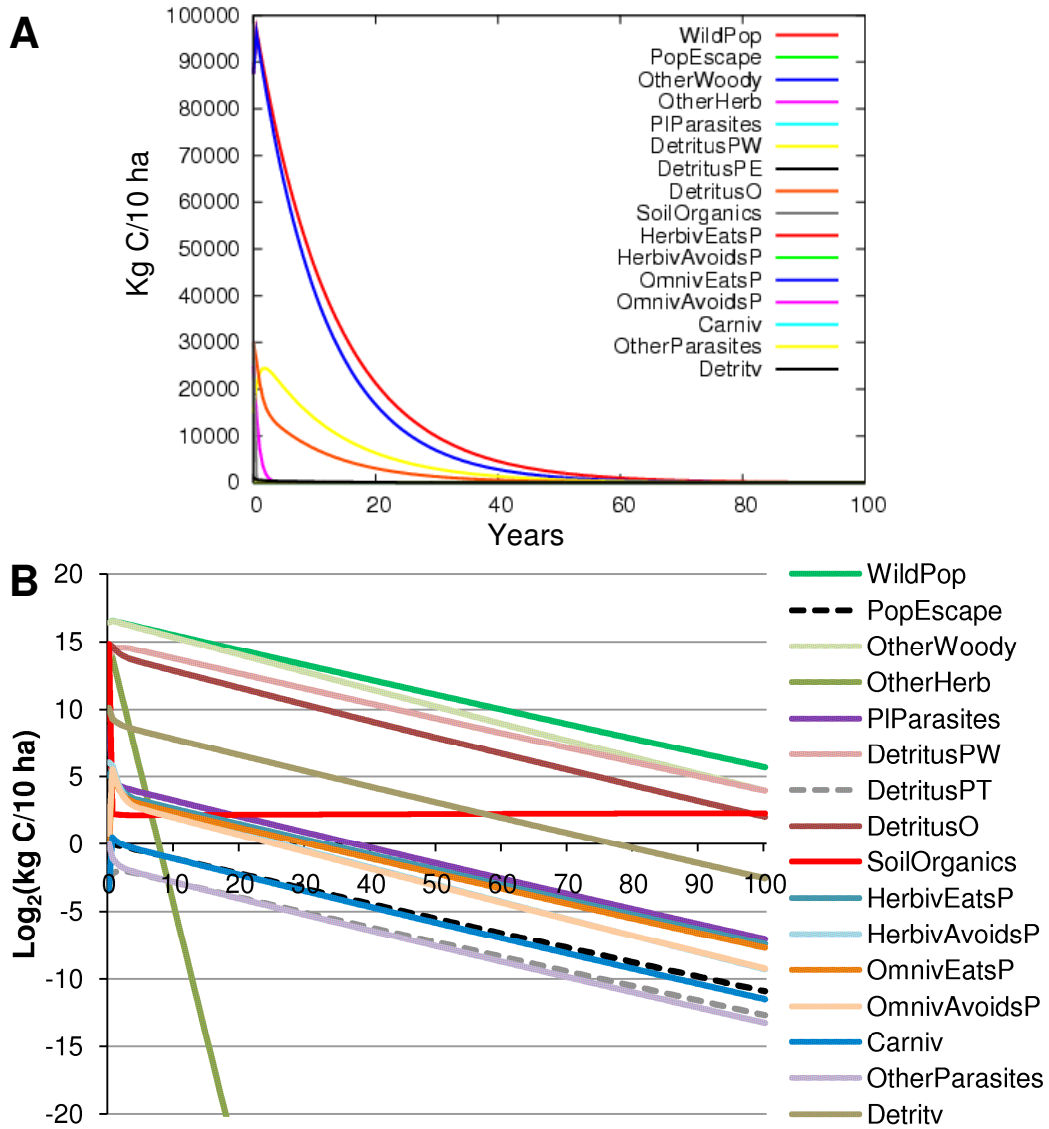 A
Kg C/10 ha
100000
90000
80000
70000
60000
50000
40000
30000
20000
10000
0
0 20 40 60 80 100
Years
WildPop
PopEscape
OtherWoody
OtherHerb
PlParasites
DetritusPW
DetritusPE
DetritusO
SoilOrganics
HerbivEatsP
HerbivAvoidsP
OmnivEatsP
OmnivAvoidsP
Carniv
OtherParasites
Detritv
B
Log2(kg C/10 ha)
20
15
10
5
0
-5
-10
-15
-20
0 10 20 30 40 50 60 70 80 90 100
WildPop
PopEscape
OtherWoody
OtherHerb
PlParasites
DetritusPW
DetritusPT
DetritusO
SoilOrganics
HerbivEatsP
HerbivAvoidsP
OmnivEatsP
OmnivAvoidsP
Carniv
OtherParasites
Detritv